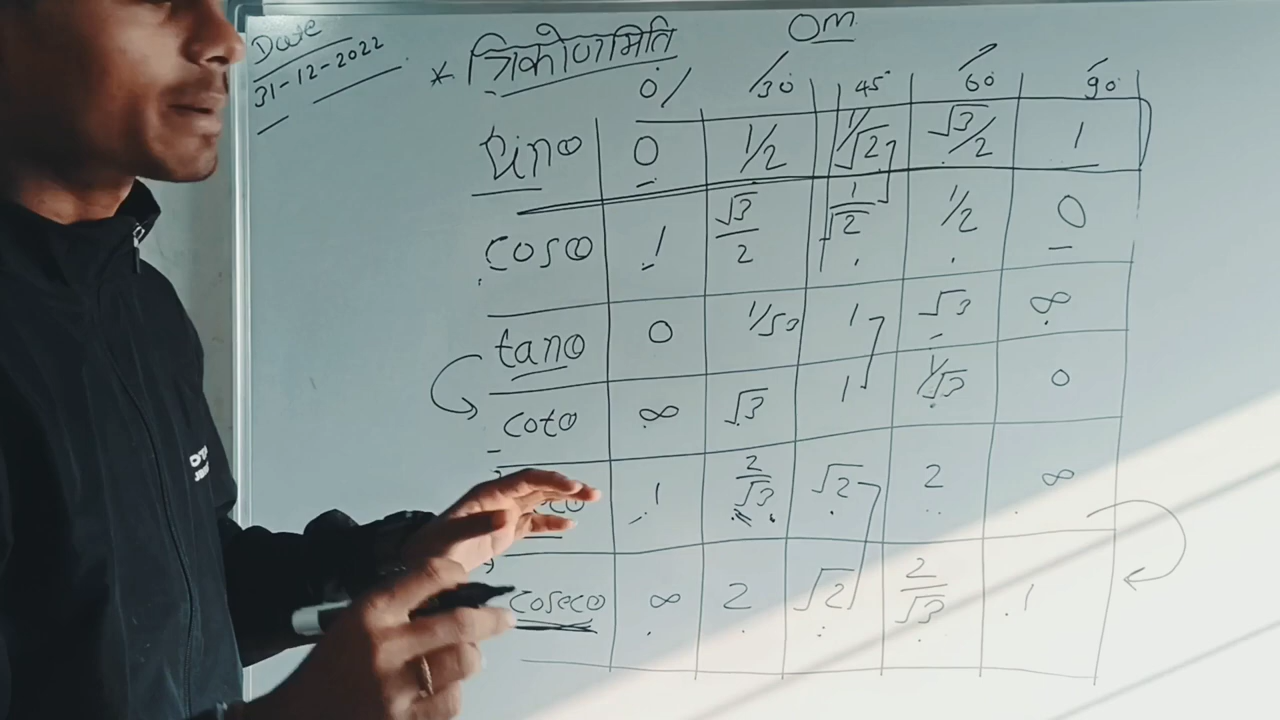 Date
31-12-2022
* त्रिकोणमिति
Om
0° 30° 45° 60° 90°
sinθ 0 1/2 1/√2 √3/2 1
cosθ 1 √3/2 1/√2 1/2 0
tanθ 0 1/√3 1 √3 ∞
cotθ ∞ √3 1 1/√3 0
1 2/√3 √2 2 ∞
cosecθ ∞ 2 √2 2/√3 1